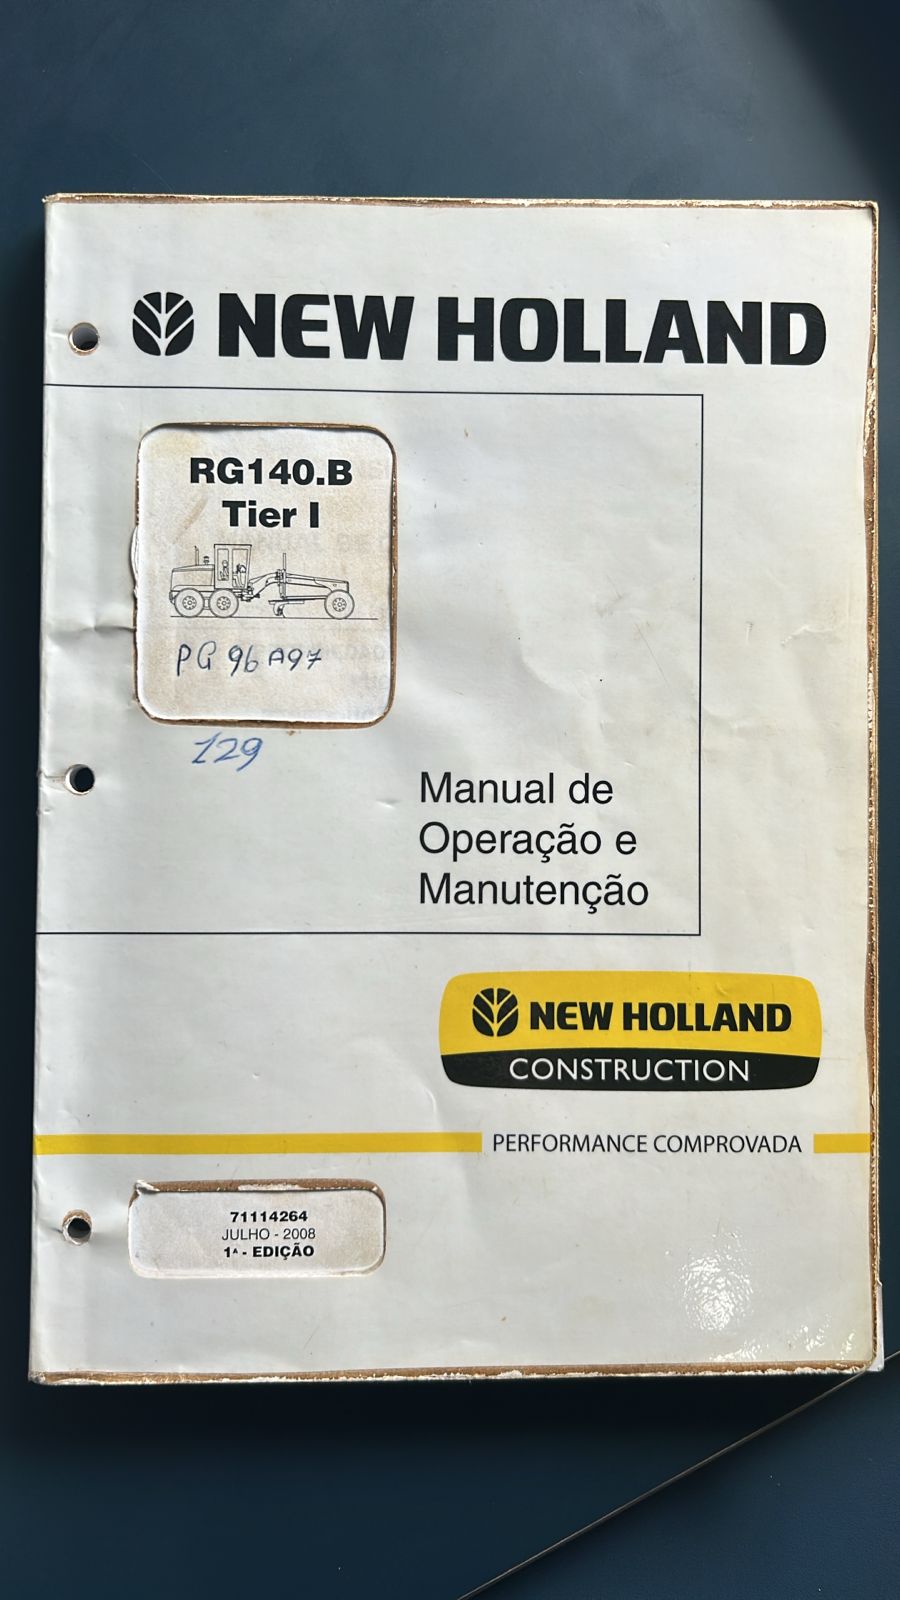 NEW HOLLAND
RG140.B
Tier I
PG 96 A97
129
Manual de
Operação e
Manutenção
NEW HOLLAND
CONSTRUCTION
PERFORMANCE COMPROVADA
71114264
JULHO - 2008
1ª - EDIÇÃO